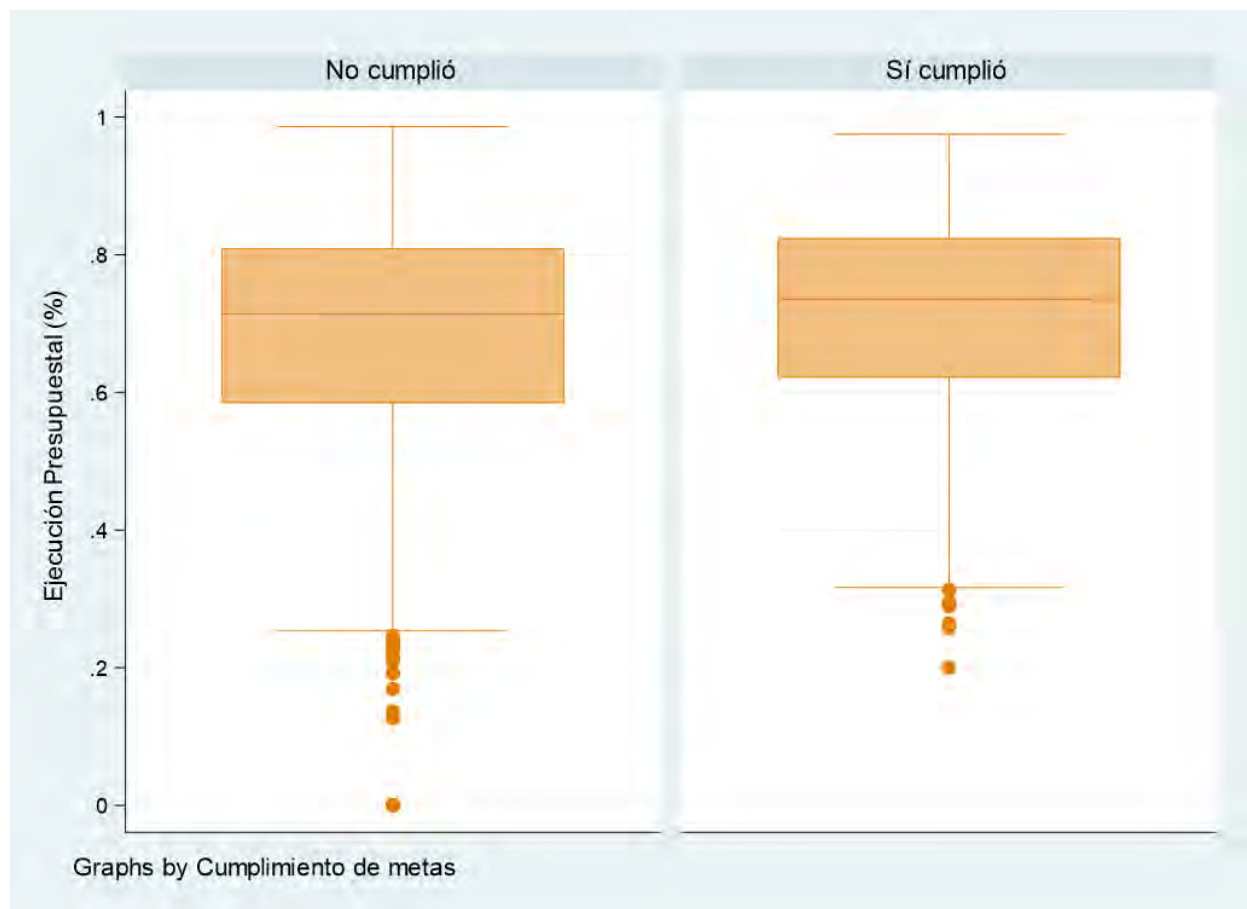 No cumplió
Sí cumplió
1
.8
.6
.4
.2
0
Ejecución Presupuestal (%)
Graphs by Cumplimiento de metas